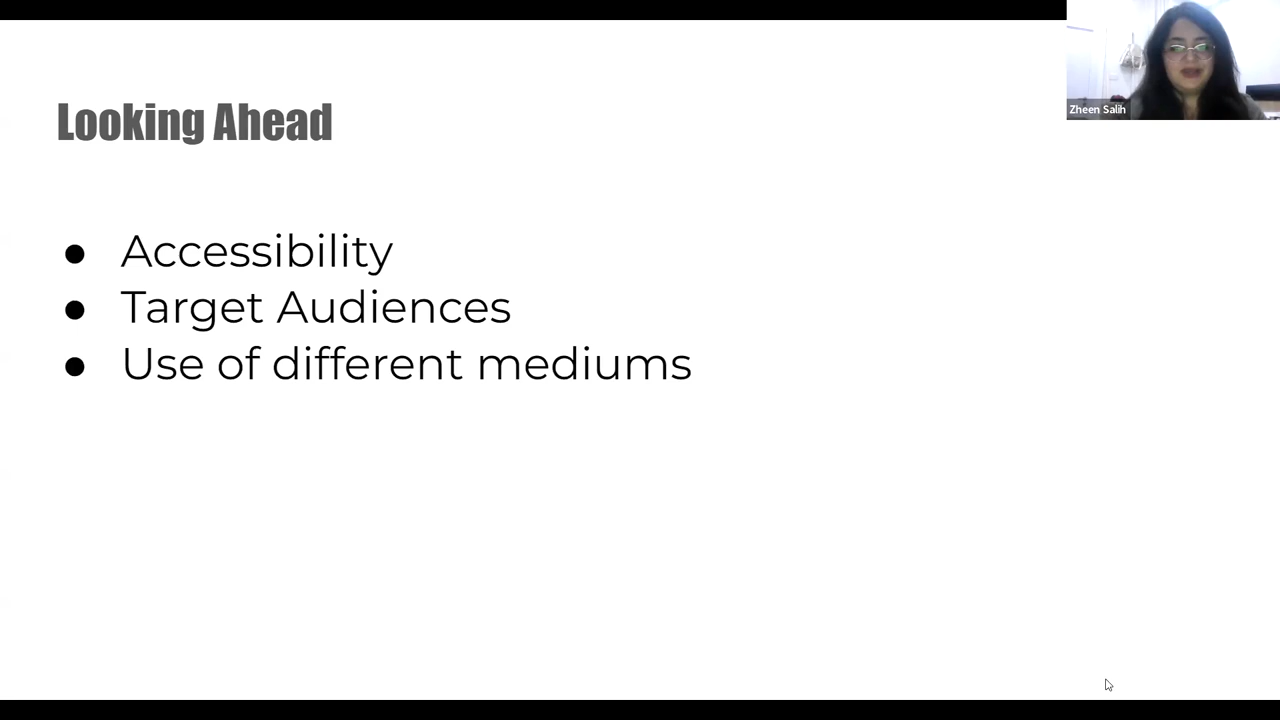 Looking Ahead
Zheen Salih
● Accessibility
● Target Audiences
● Use of different mediums